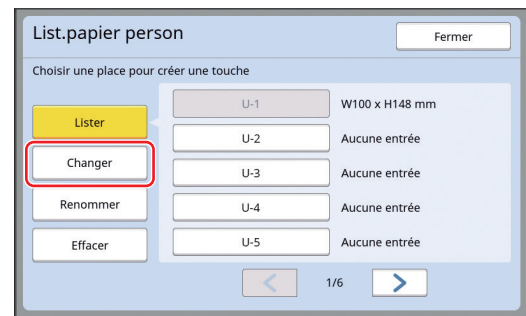 List.papier person
Fermer
Choisir une place pour créer une touche
Lister
Changer
Renommer
Effacer
U-1 W100 x H148 mm
U-2 Aucune entrée
U-3 Aucune entrée
U-4 Aucune entrée
U-5 Aucune entrée
1/6